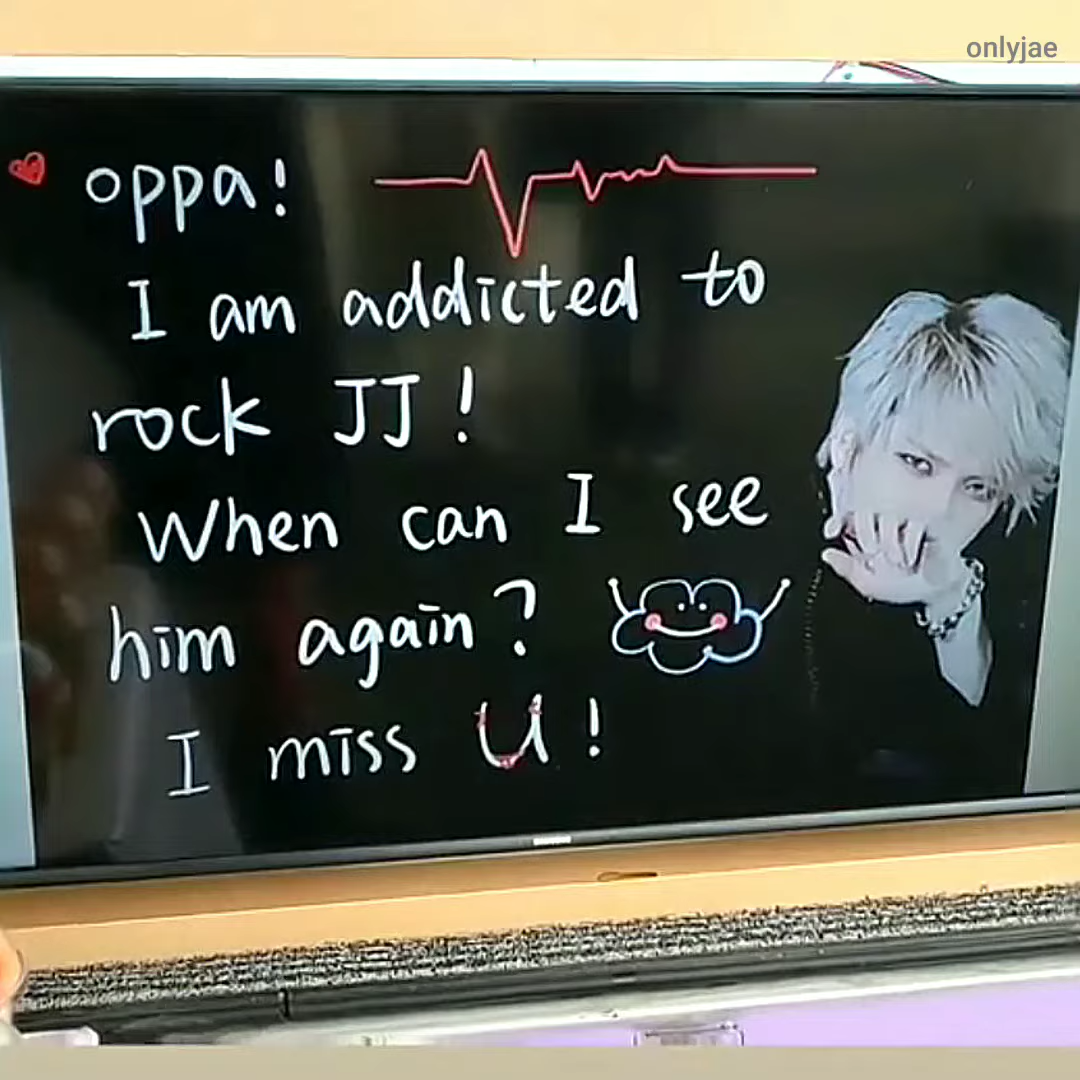 onlyjae
oppa!
I am addicted to
rock JJ!
When can I see
him again?
I miss U!